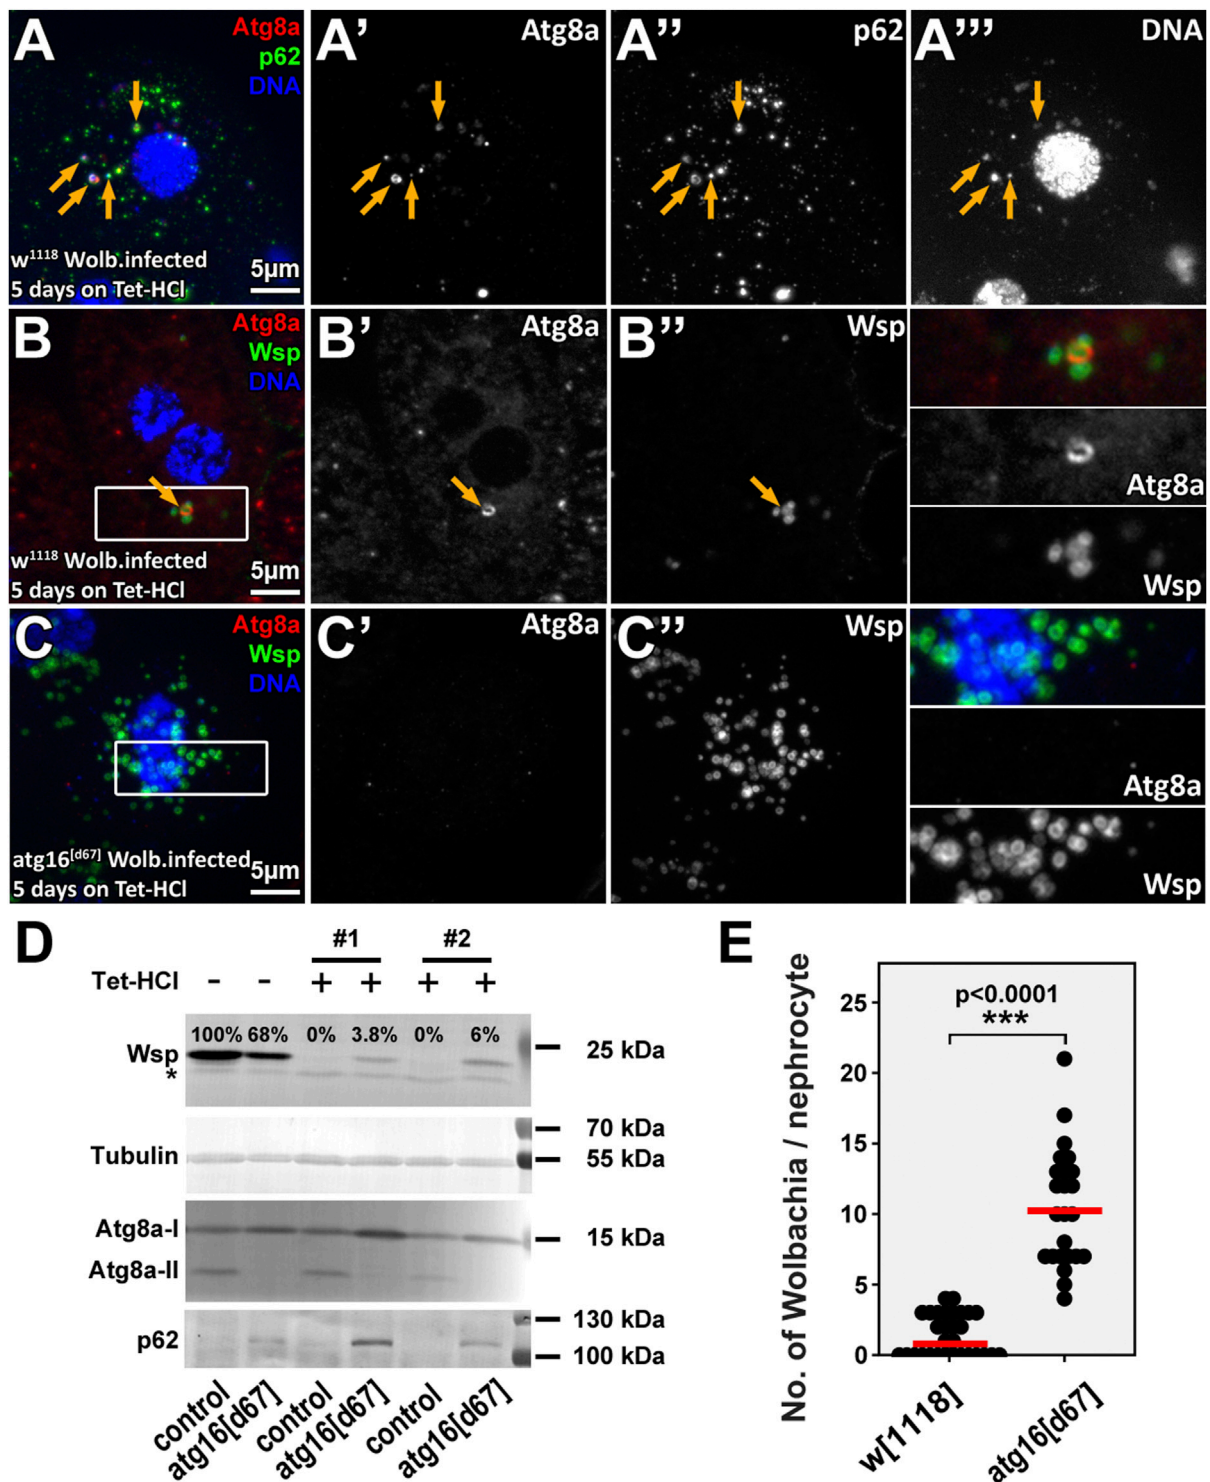 A
Atg8a
p62
DNA
w1118 Wolb.infected
5 days on Tet-HCl
5µm
A’
Atg8a
A’’
p62
A’’’
DNA
B
Atg8a
Wsp
DNA
w1118 Wolb.infected
5 days on Tet-HCl
5µm
B’
Atg8a
B’’
Wsp
Atg8a
Wsp
C
Atg8a
Wsp
DNA
atg16[d67] Wolb.infected
5 days on Tet-HCl
5µm
C’
Atg8a
C’’
Wsp
Atg8a
Wsp
D
#1 #2
Tet-HCl - - + + + +
100% 68% 0% 3.8% 0% 6%
Wsp
*
25 kDa
Tubulin
70 kDa
55 kDa
Atg8a-I
Atg8a-II
15 kDa
p62
130 kDa
100 kDa
control atg16[d67] control atg16[d67] control atg16[d67]
E
No. of Wolbachia / nephrocyte
p<0.0001
***
25
20
15
10
5
0
w[1118] atg16[d67]